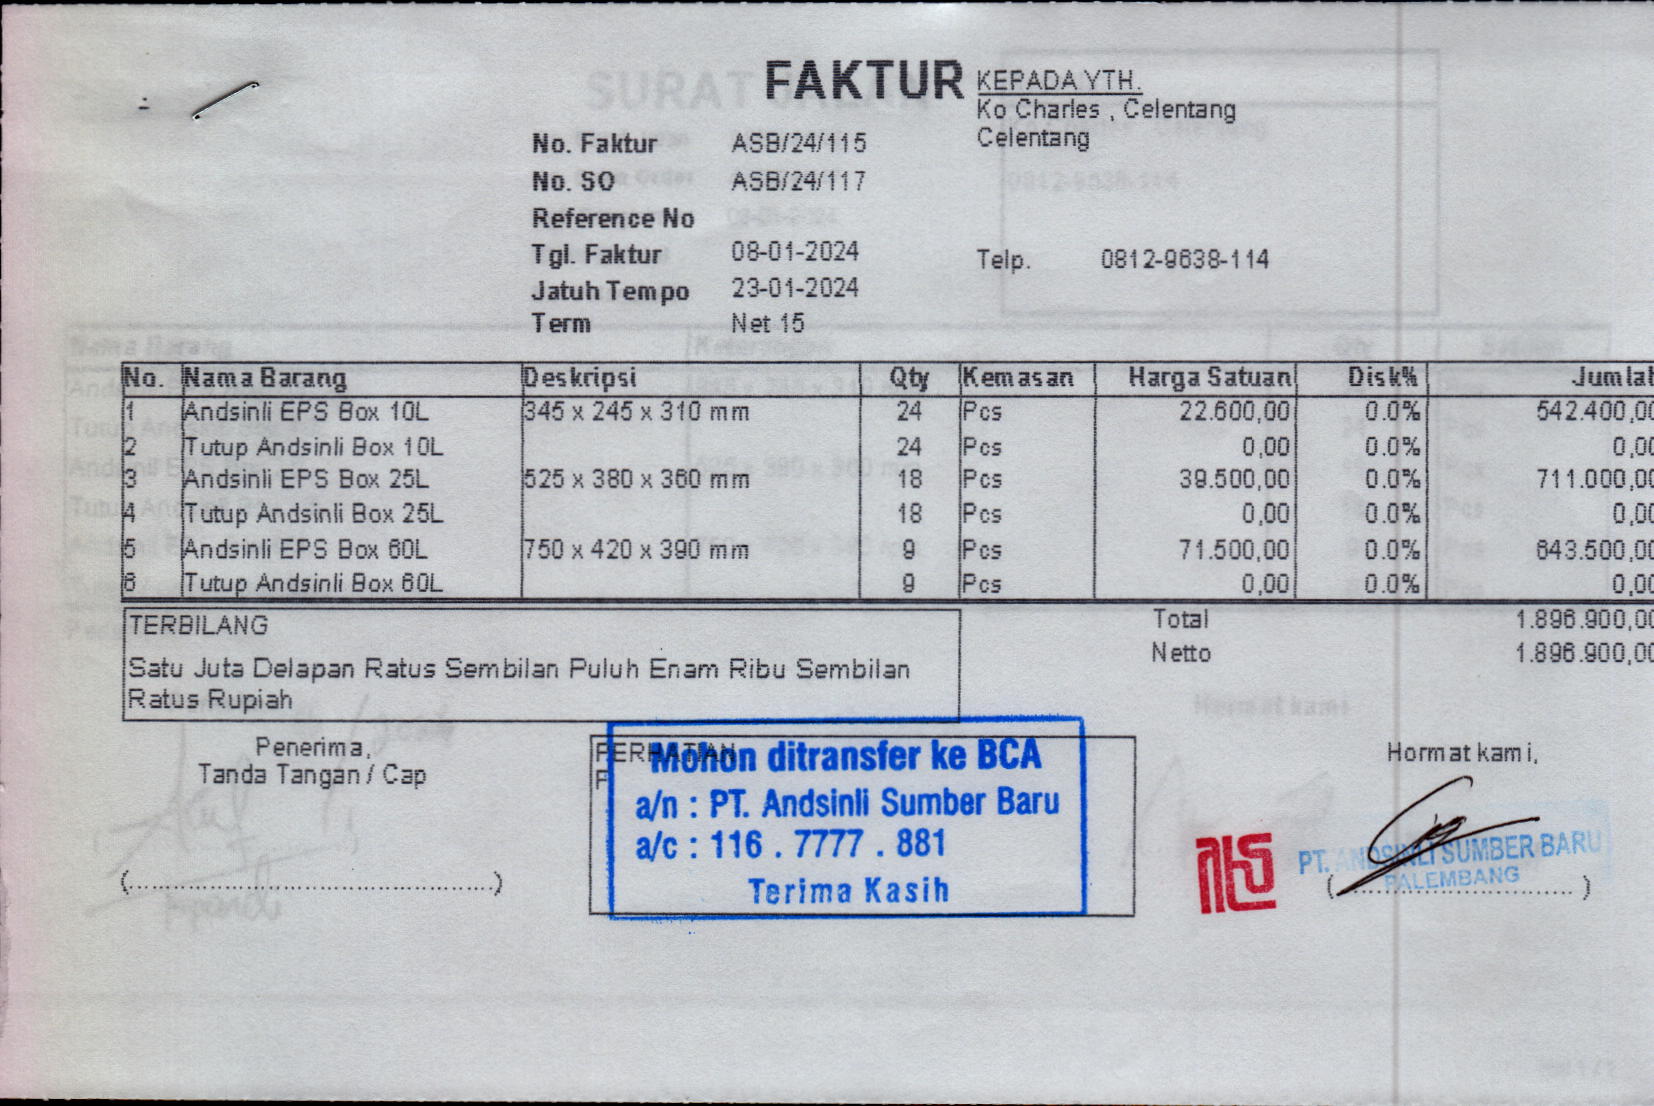 FAKTUR
KEPADA YTH.
Ko Charles , Celentang
Celentang
No. Faktur ASB/24/115
No. SO ASB/24/117
Reference No
Tgl. Faktur 08-01-2024
Telp. 0812-9638-114
Jatuh Tempo 23-01-2024
Term Net 15
No. Nama Barang Deskripsi Qty Kemasan Harga Satuan Disk% Jumlah
1 Andsinli EPS Box 10L 345 x 245 x 310 mm 24 Pcs 22.600,00 0.0% 542.400,00
2 Tutup Andsinli Box 10L 24 Pcs 0,00 0.0% 0,00
3 Andsinli EPS Box 25L 525 x 380 x 360 mm 18 Pcs 39.500,00 0.0% 711.000,00
4 Tutup Andsinli Box 25L 18 Pcs 0,00 0.0% 0,00
5 Andsinli EPS Box 60L 750 x 420 x 390 mm 9 Pcs 71.500,00 0.0% 643.500,00
6 Tutup Andsinli Box 60L 9 Pcs 0,00 0.0% 0,00
TERBILANG
Satu Juta Delapan Ratus Sembilan Puluh Enam Ribu Sembilan
Ratus Rupiah
Total 1.896.900,00
Netto 1.896.900,00
Penerima,
Tanda Tangan / Cap
PERHATIAN
Mohon ditransfer ke BCA
a/n : PT. Andsinli Sumber Baru
a/c : 116 . 7777 . 881
Terima Kasih
Hormat kami,
PT. ANDSINLI SUMBER BARU
PALEMBANG